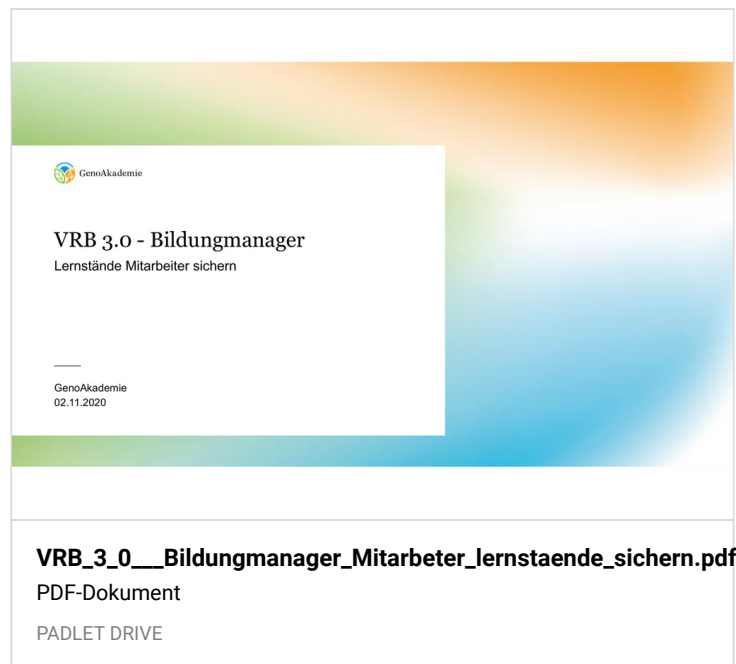 GenoAkademie
VRB 3.0 - Bildungmanager
Lernstände Mitarbeiter sichern
GenoAkademie
02.11.2020
VRB_3_0___Bildungmanager_Mitarbeter_lernstaende_sichern.pdf
PDF-Dokument
PADLET DRIVE